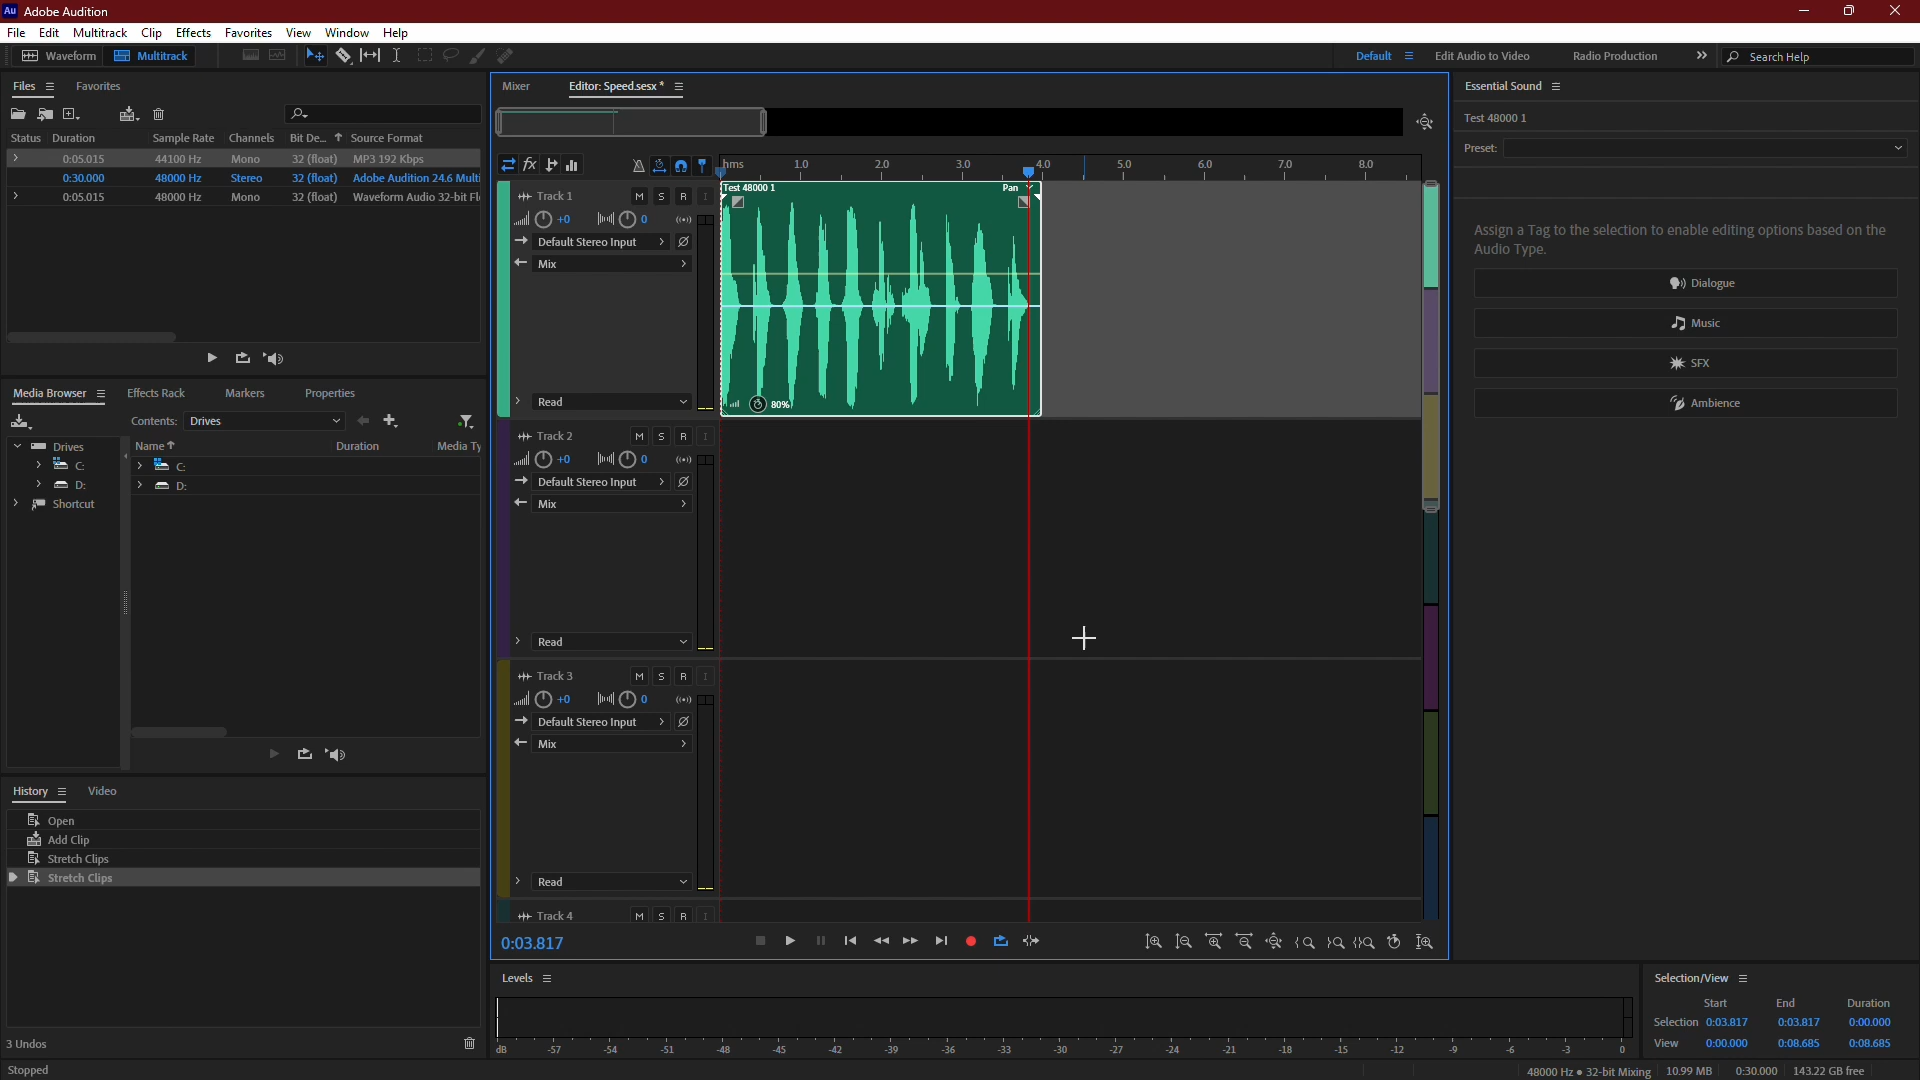 Au Adobe Audition
File Edit Multitrack Clip Effects Favorites View Window Help
Waveform Multitrack Default Edit Audio to Video Radio Production Search Help
Files Favorites
Status Duration Sample Rate Channels Bit De... Source Format
0:05.015 44100 Hz Mono 32 (float) MP3 192 Kbps
0:30.000 48000 Hz Stereo 32 (float) Adobe Audition 24.6 Multi
0:05.015 48000 Hz Mono 32 (float) Waveform Audio 32-bit Fl
Media Browser Effects Rack Markers Properties
Contents: Drives
Drives
C:
D:
Shortcut
Name Duration Media Ty
C:
D:
History Video
Open
Add Clip
Stretch Clips
Stretch Clips
3 Undos
Stopped
Mixer Editor: Speed.sesx *
fx hms 1.0 2.0 3.0 4.0 5.0 6.0 7.0 8.0
Track 1 M S R I
+0 0
Default Stereo Input
Mix
Read
Test 48000 1 Pan
80%
Track 2 M S R I
+0 0
Default Stereo Input
Mix
Read
Track 3 M S R I
+0 0
Default Stereo Input
Mix
Read
Track 4 M S R I
0:03.817
Levels
dB -57 -54 -51 -48 -45 -42 -39 -36 -33 -30 -27 -24 -21 -18 -15 -12 -9 -6 -3 0
Essential Sound
Test 48000 1
Preset:
Assign a Tag to the selection to enable editing options based on the
Audio Type.
Dialogue
Music
SFX
Ambience
Selection/View
Start End Duration
Selection 0:03.817 0:03.817 0:00.000
View 0:00.000 0:08.685 0:08.685
48000 Hz ● 32-bit Mixing 10.99 MB 0:30.000 143.22 GB free